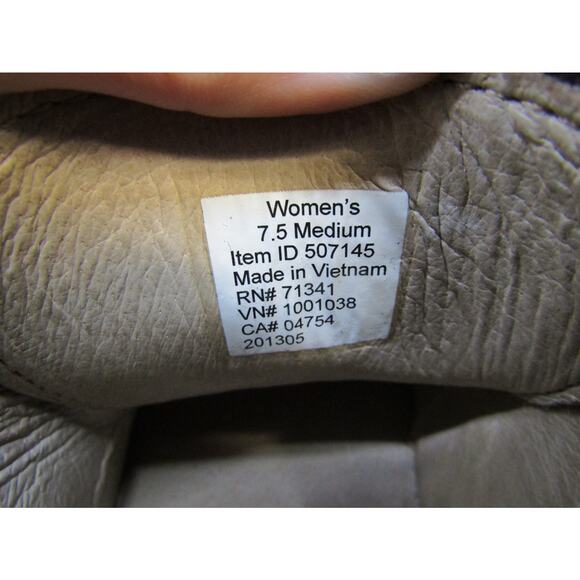 Women's
7.5 Medium
Item ID 507145
Made in Vietnam
RN# 71341
VN# 1001038
CA# 04754
201305